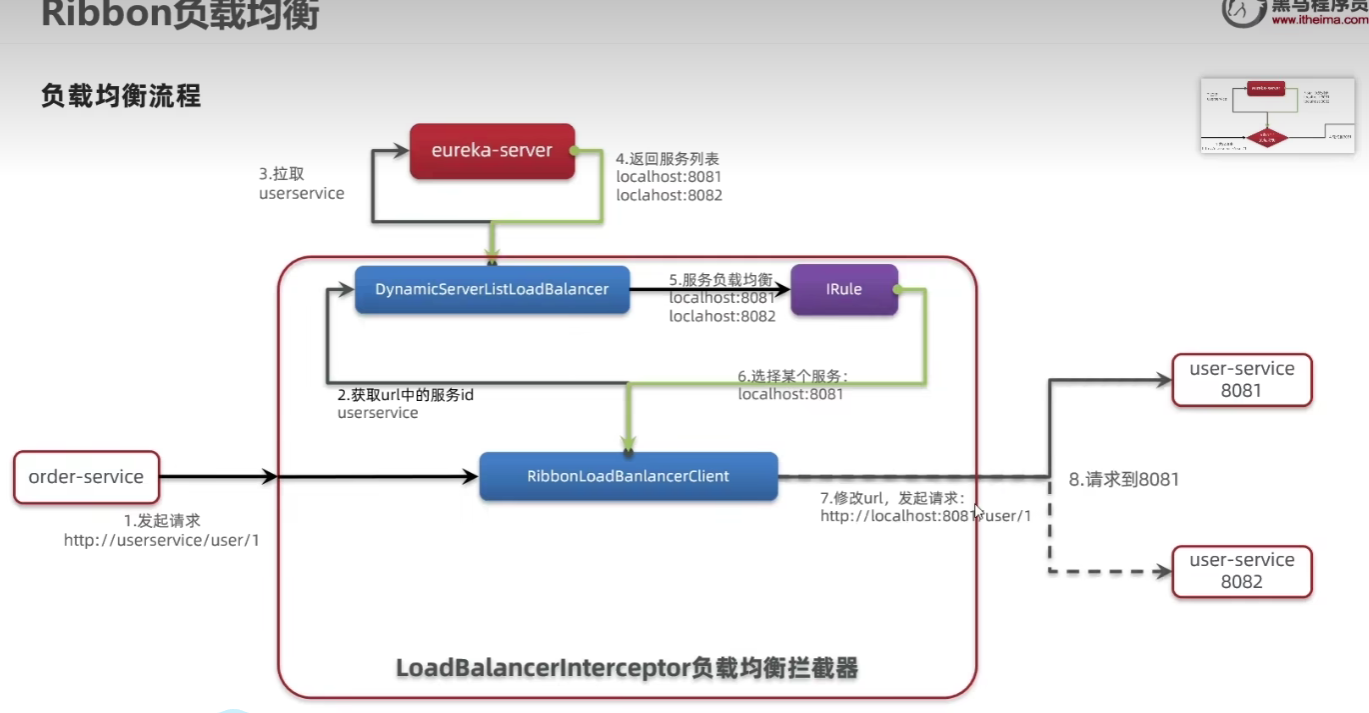 Ribbon负载均衡
黑马程序员
www.itheima.com
负载均衡流程
eureka-server
3.拉取
userservice
4.返回服务列表
localhost:8081
loclahost:8082
DynamicServerListLoadBalancer
5.服务负载均衡
localhost:8081
loclahost:8082
IRule
2.获取url中的服务id
userservice
6.选择某个服务：
localhost:8081
order-service
1.发起请求
http://userservice/user/1
RibbonLoadBanlancerClient
7.修改url，发起请求：
http://localhost:8081/user/1
8.请求到8081
user-service
8081
user-service
8082
LoadBalancerInterceptor负载均衡拦截器